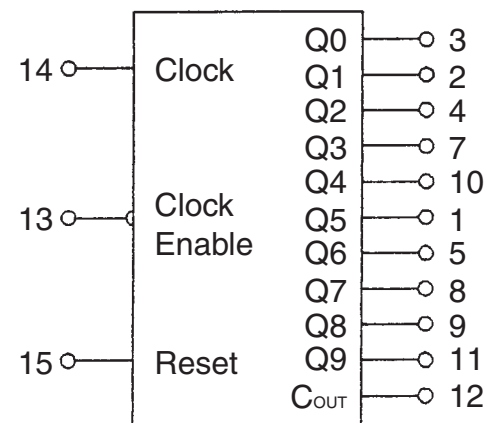 Q0 3
14 Clock Q1 2
Q2 4
Q3 7
Q4 10
13 Clock Q5 1
Enable Q6 5
Q7 8
Q8 9
15 Reset Q9 11
COUT 12